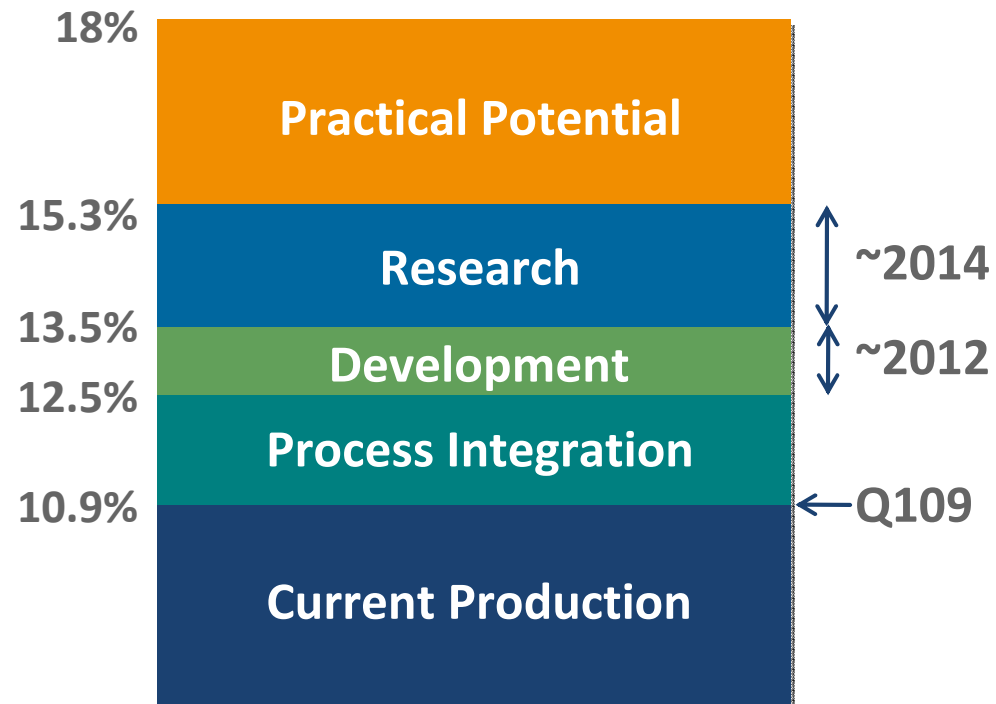 18%
Practical Potential
15.3%
Research
~2014
13.5%
Development
~2012
12.5%
Process Integration
10.9%
Q109
Current Production